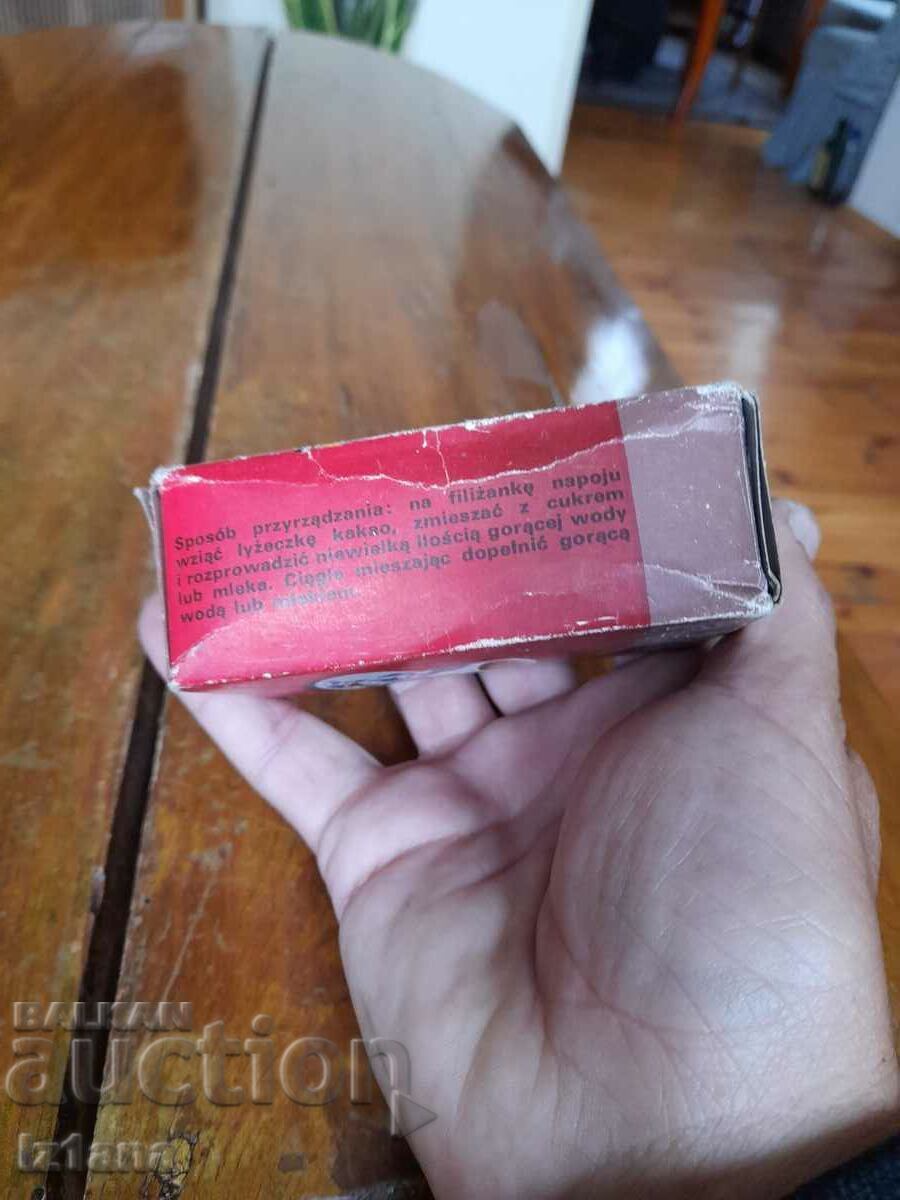 Sposób przyrządzania: na filiżankę napoju
wziąć lyżeczkę kakao, zmieszać z cukrem
i rozprowadzić niewielką ilością gorącej wody
lub mleka. Ciągle mieszając dopełnić gorącą
wodą lub mlekiem.
BALKAN
auction
iz1ana